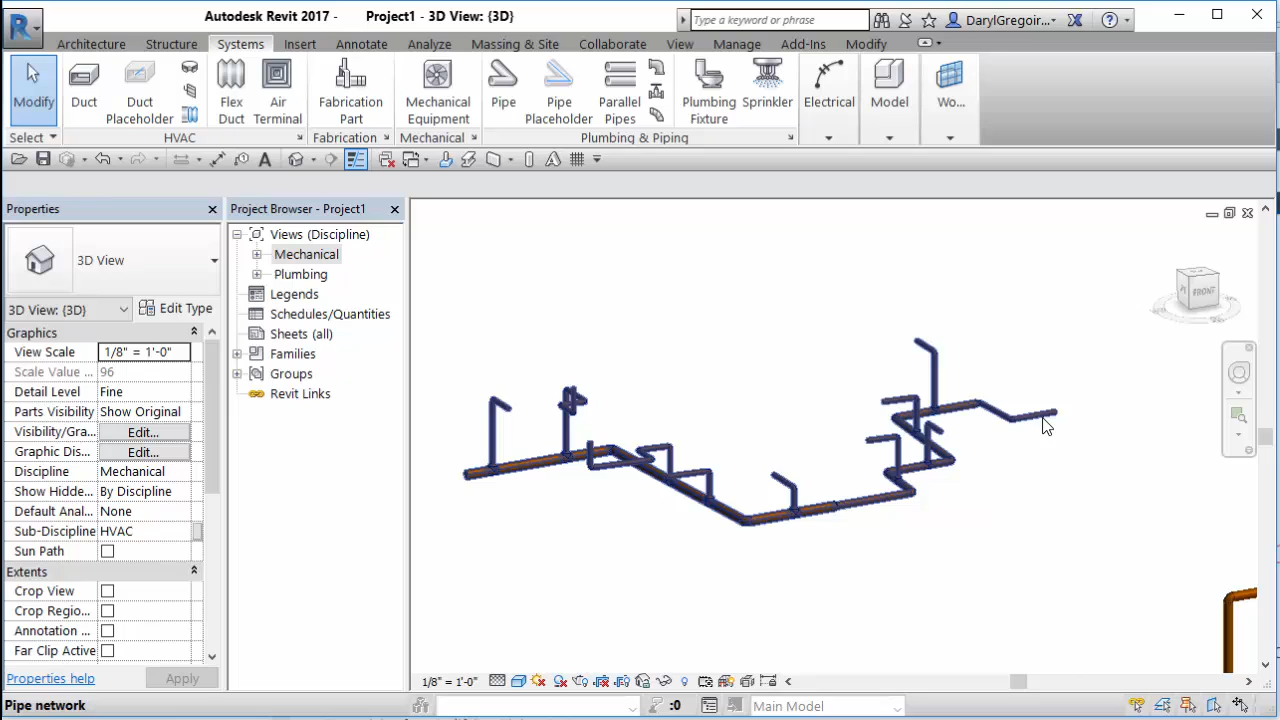 Autodesk Revit 2017 - Project1 - 3D View: {3D}
Type a keyword or phrase
DarylGregoir...
Architecture Structure Systems Insert Annotate Analyze Massing & Site Collaborate View Manage Add-Ins Modify
Modify
Duct
Duct Placeholder
Flex Duct
Air Terminal
Fabrication Part
Mechanical Equipment
Pipe
Pipe Placeholder
Parallel Pipes
Plumbing Fixture
Sprinkler
Electrical
Model
Wo...
Select HVAC Fabrication Mechanical Plumbing & Piping
Properties
3D View
3D View: {3D} Edit Type
Graphics
View Scale 1/8" = 1'-0"
Scale Value ... 96
Detail Level Fine
Parts Visibility Show Original
Visibility/Gra... Edit...
Graphic Dis... Edit...
Discipline Mechanical
Show Hidde... By Discipline
Default Anal... None
Sub-Discipline HVAC
Sun Path
Extents
Crop View
Crop Regio...
Annotation ...
Far Clip Active
Properties help Apply
Project Browser - Project1
Views (Discipline)
Mechanical
Plumbing
Legends
Schedules/Quantities
Sheets (all)
Families
Groups
Revit Links
FRONT
1/8" = 1'-0"
Pipe network
:0
Main Model